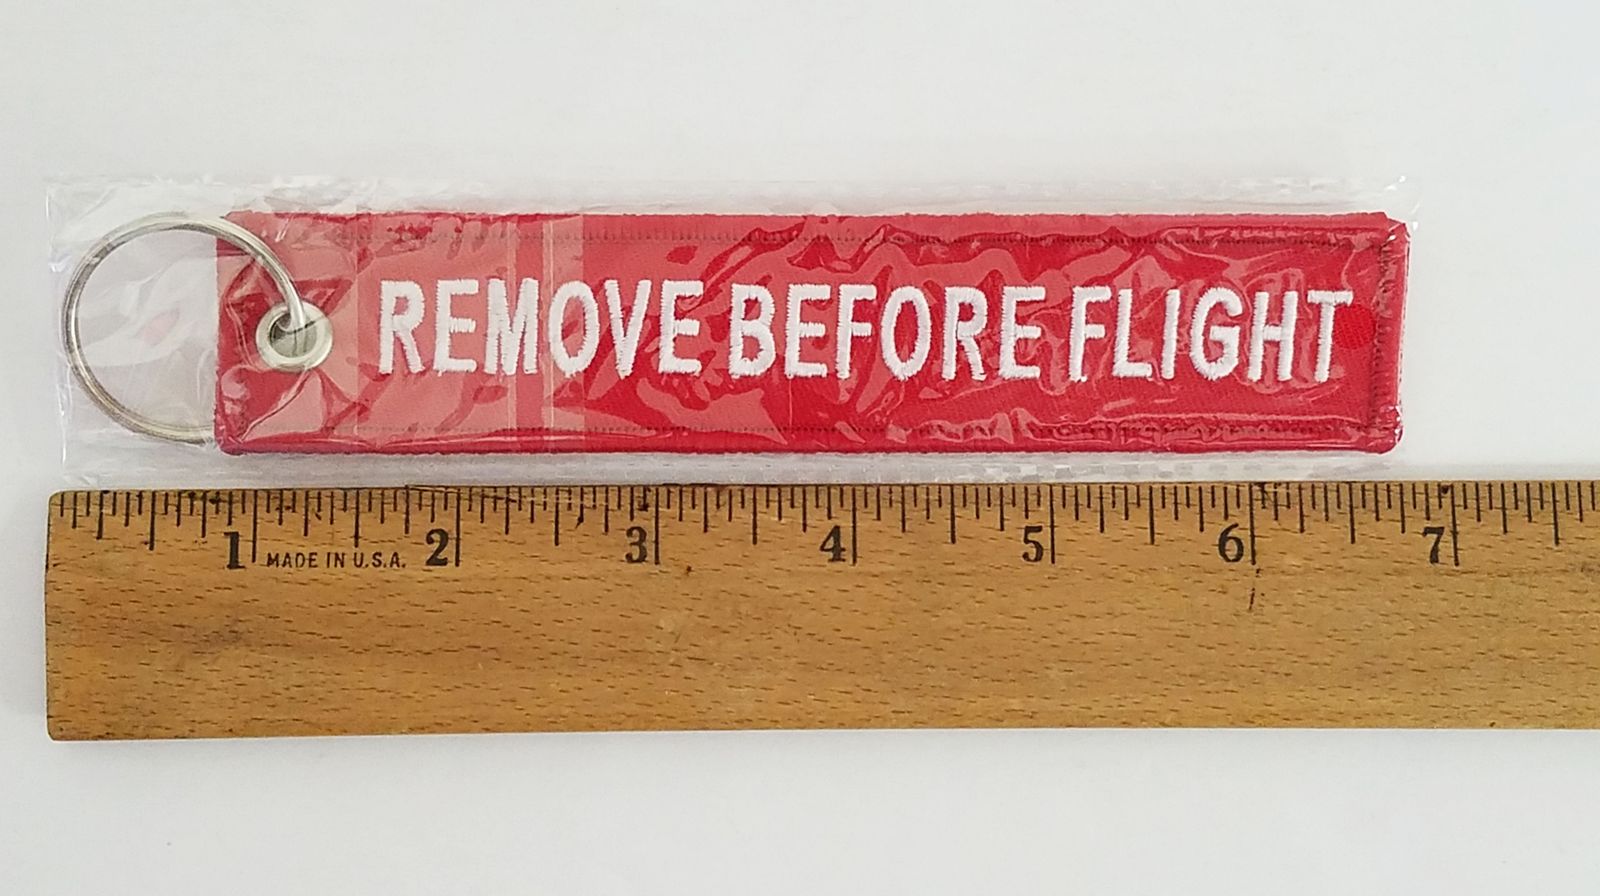 REMOVE BEFORE FLIGHT
1 2 3 4 5 6 7
MADE IN U.S.A.